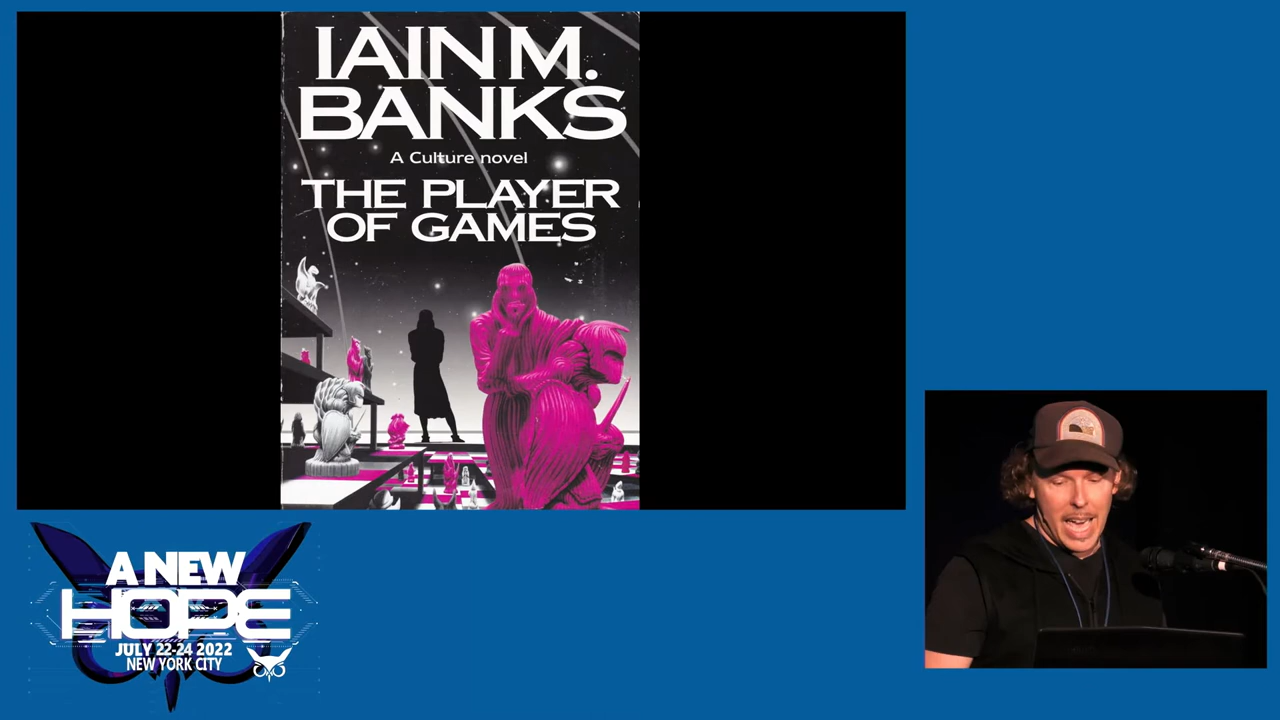 IAIN M.
BANKS
A Culture novel
THE PLAYER
OF GAMES
A NEW
HOPE
JULY 22-24 2022
NEW YORK CITY